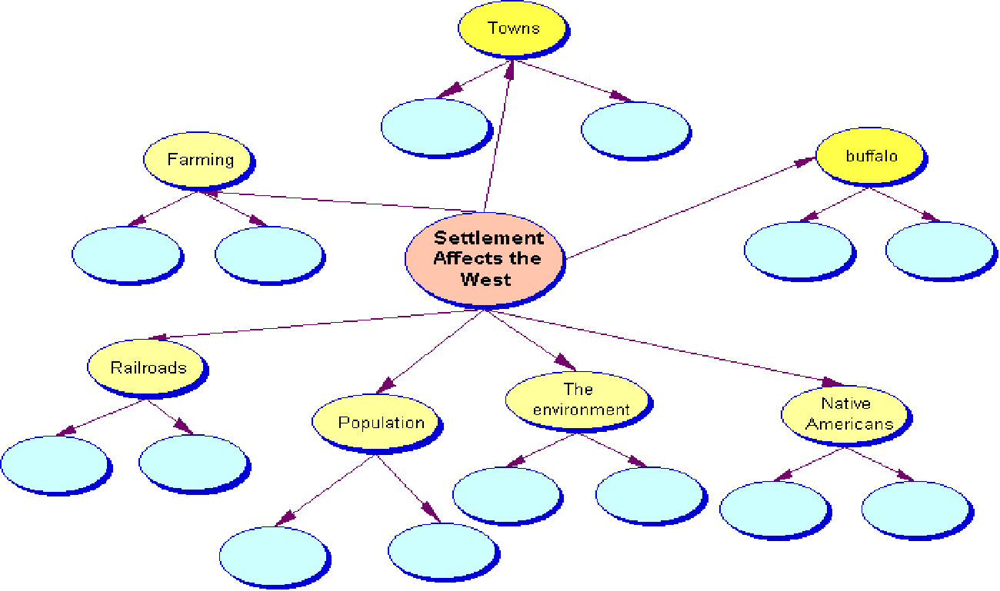 Towns
Farming
buffalo
Settlement
Affects the
West
Railroads
Population
The
environment
Native
Americans